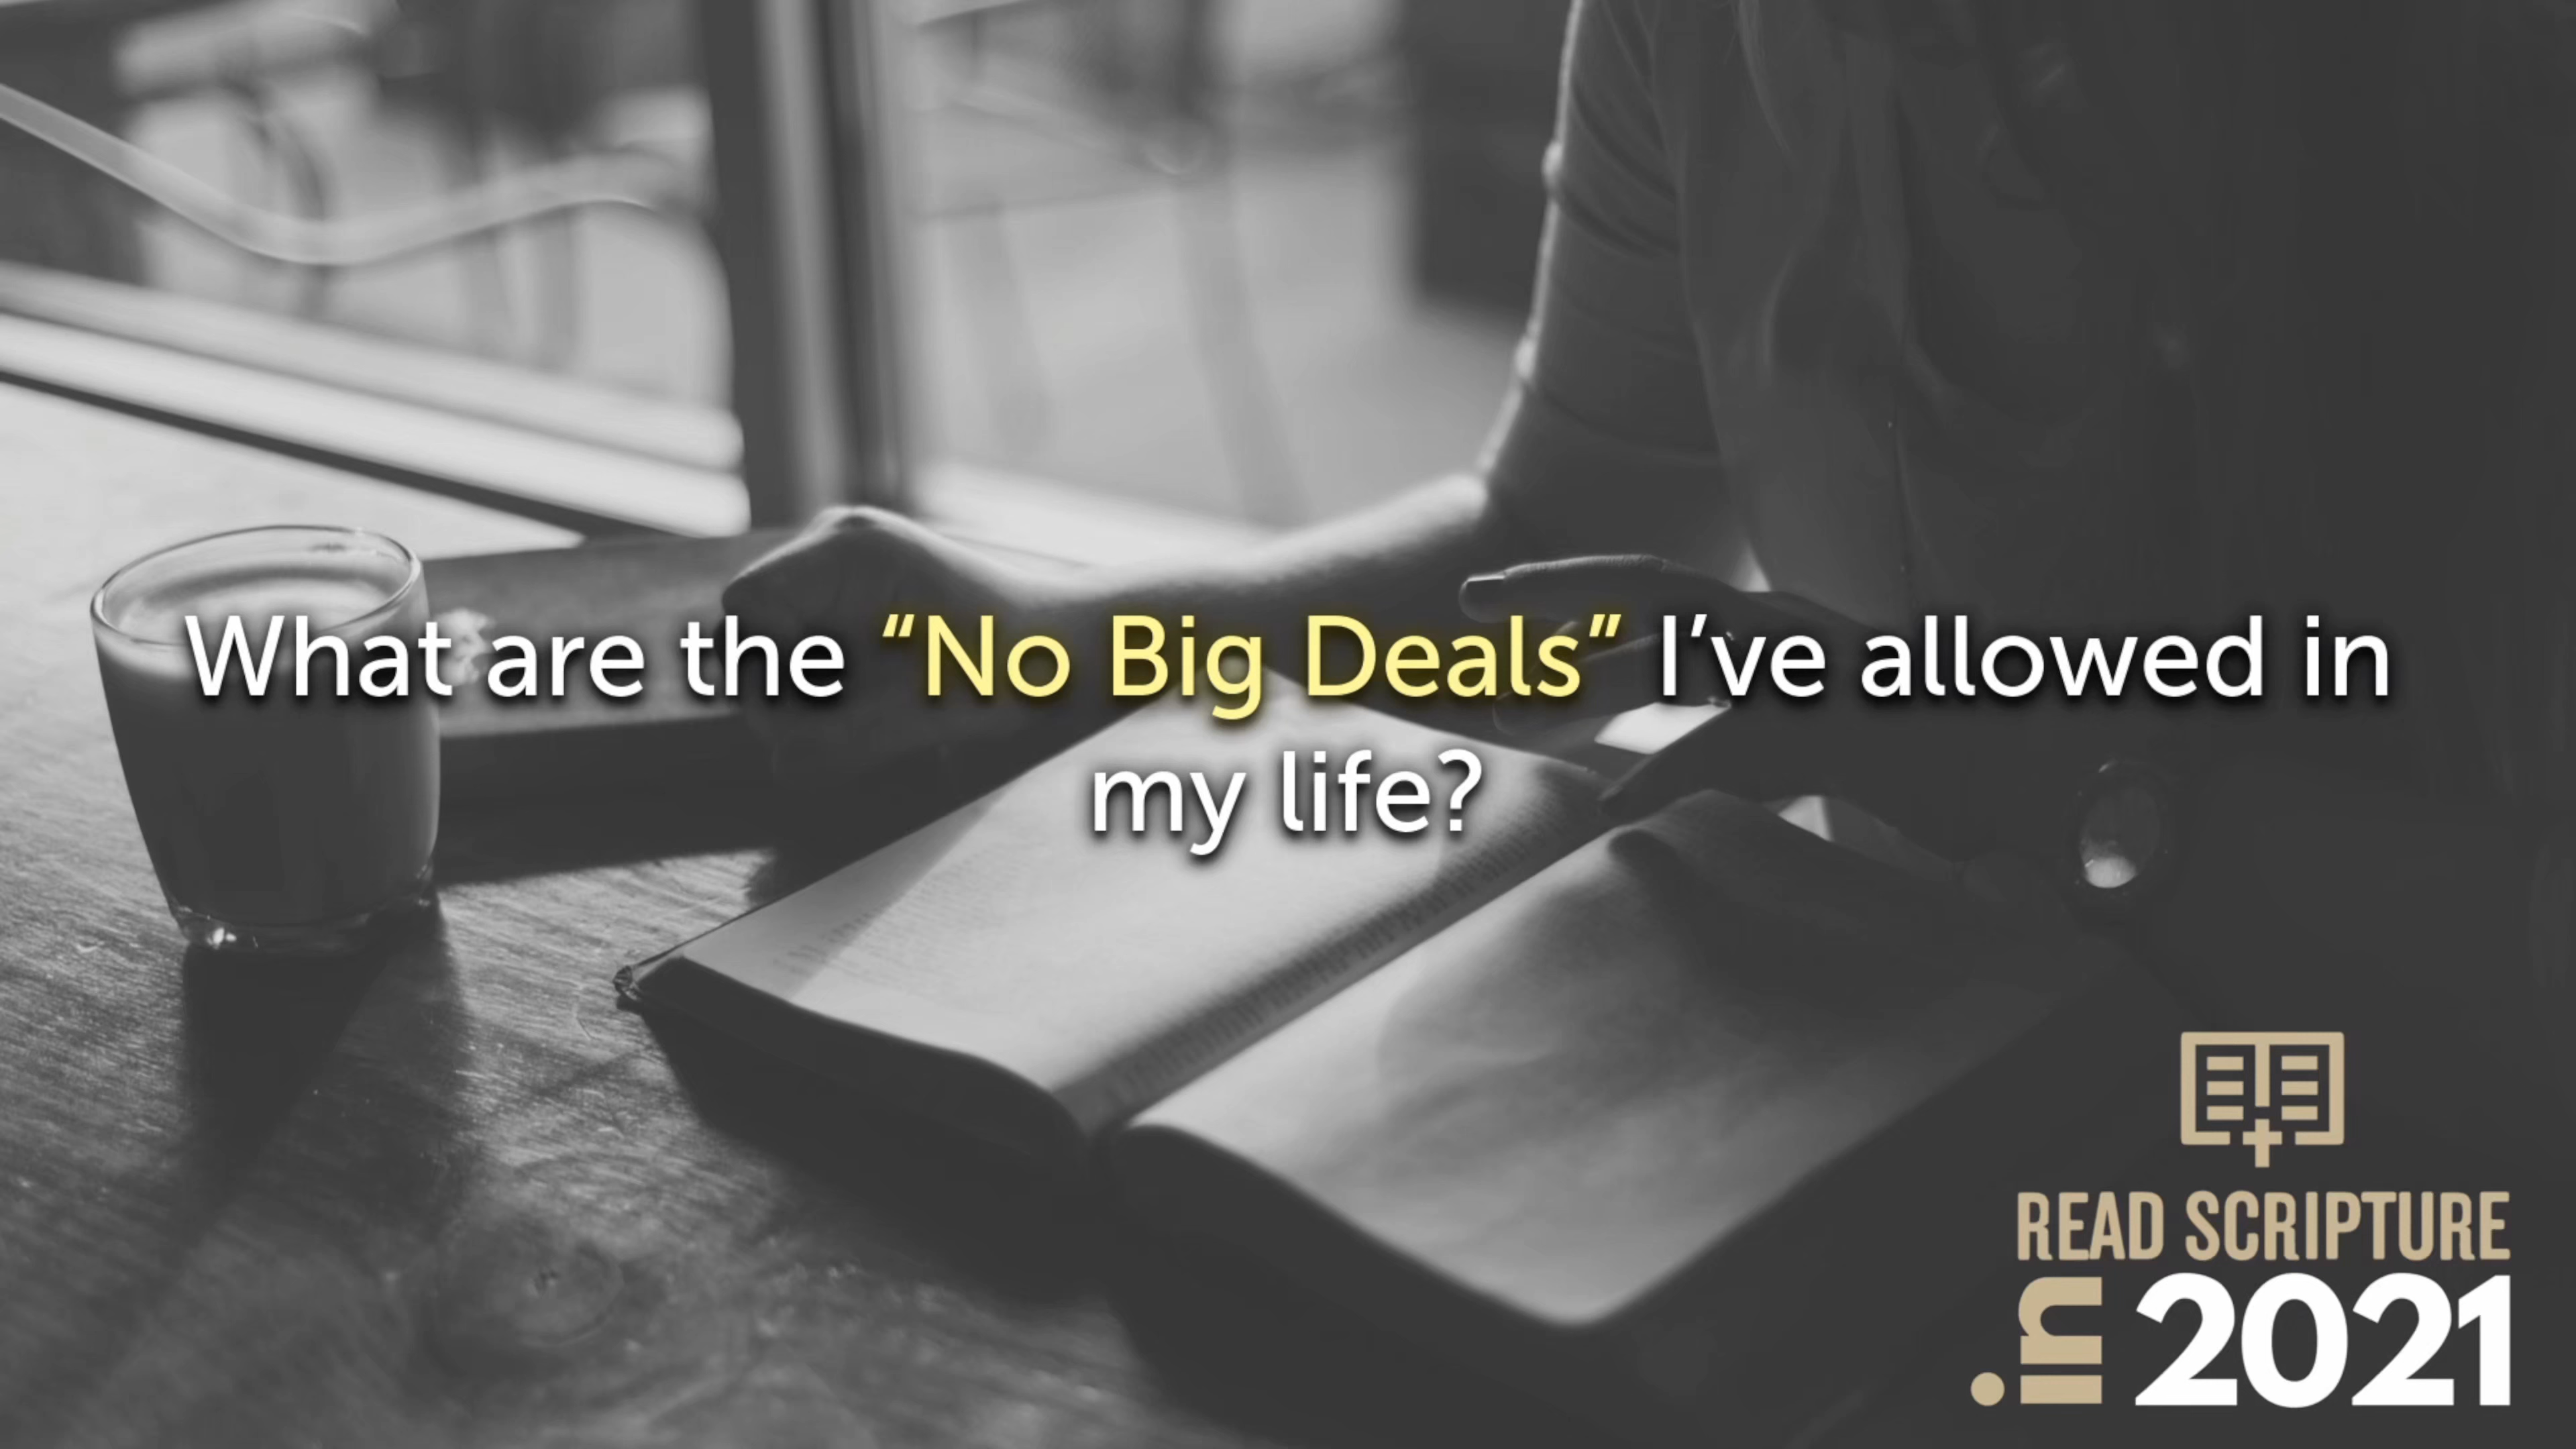 What are the “No Big Deals” I’ve allowed in
my life?
READ SCRIPTURE
in 2021